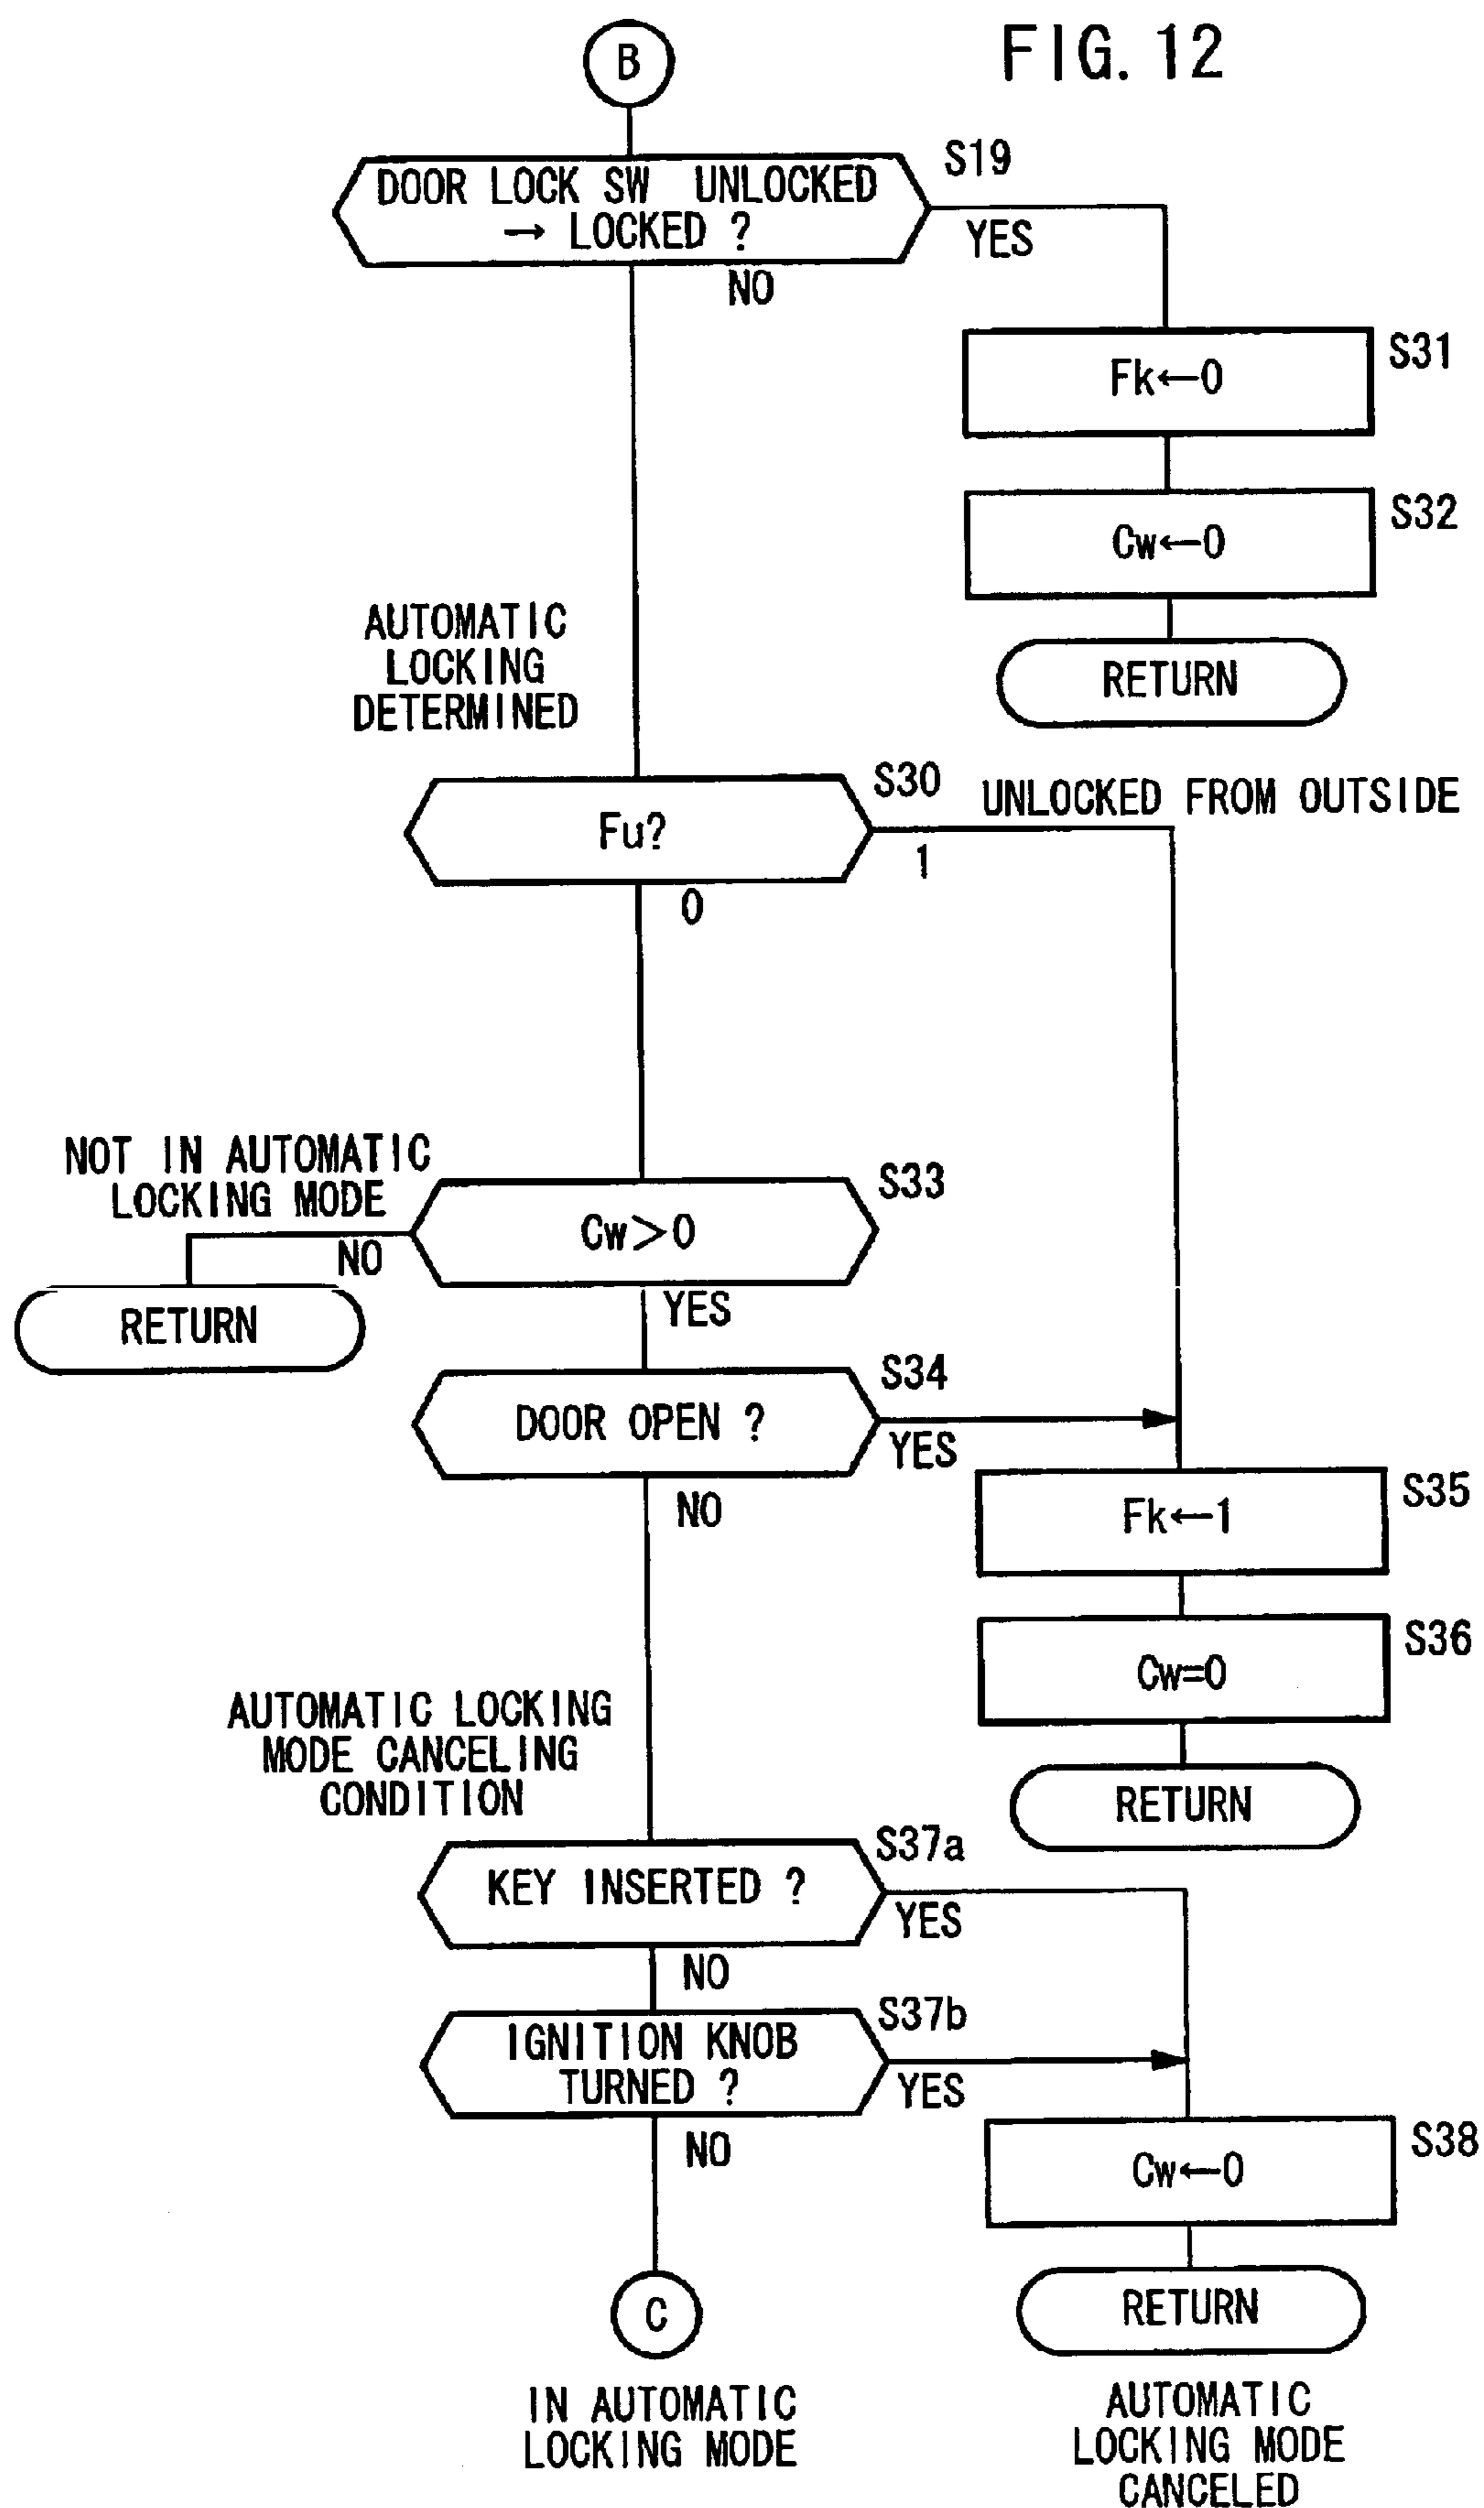 FIG. 12
B
S19
DOOR LOCK SW UNLOCKED
→ LOCKED ?
YES
NO
S31
Fk←0
S32
Cw←0
RETURN
AUTOMATIC
LOCKING
DETERMINED
S30
UNLOCKED FROM OUTSIDE
Fu?
1
0
NOT IN AUTOMATIC
LOCKING MODE
S33
Cw>0
NO
YES
RETURN
S34
DOOR OPEN ?
YES
NO
S35
Fk←1
S36
Cw=0
RETURN
AUTOMATIC LOCKING
MODE CANCELING
CONDITION
S37a
KEY INSERTED ?
YES
NO
S37b
IGNITION KNOB
TURNED ?
YES
NO
S38
Cw←0
RETURN
C
IN AUTOMATIC
LOCKING MODE
AUTOMATIC
LOCKING MODE
CANCELED